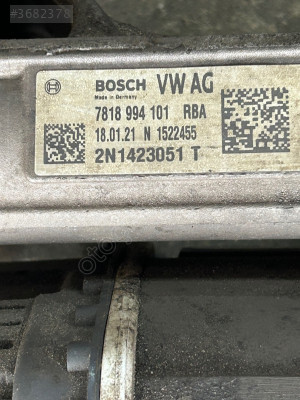 #3682378
BOSCH VW AG
Made in Germany
7818 994 101 RBA
18.01.21 N 1522455
2N1423051 T